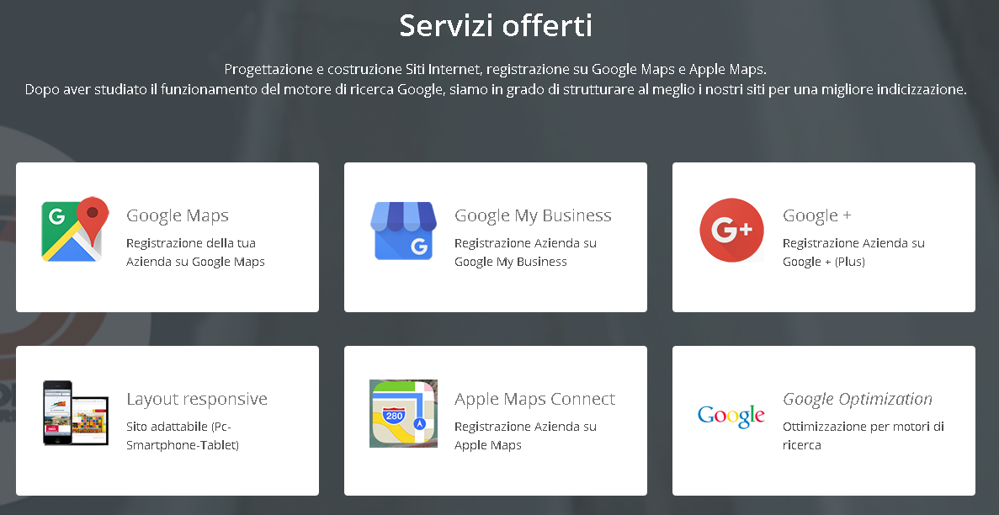 Servizi offerti
Progettazione e costruzione Siti Internet, registrazione su Google Maps e Apple Maps.
Dopo aver studiato il funzionamento del motore di ricerca Google, siamo in grado di strutturare al meglio i nostri siti per una migliore indicizzazione.
G
Google Maps
Registrazione della tua
Azienda su Google Maps
G
Google My Business
Registrazione Azienda su
Google My Business
G+
Google +
Registrazione Azienda su
Google + (Plus)
Layout responsive
Sito adattabile (Pc-
Smartphone-Tablet)
280
Apple Maps Connect
Registrazione Azienda su
Apple Maps
Google
Google Optimization
Ottimizzazione per motori di
ricerca